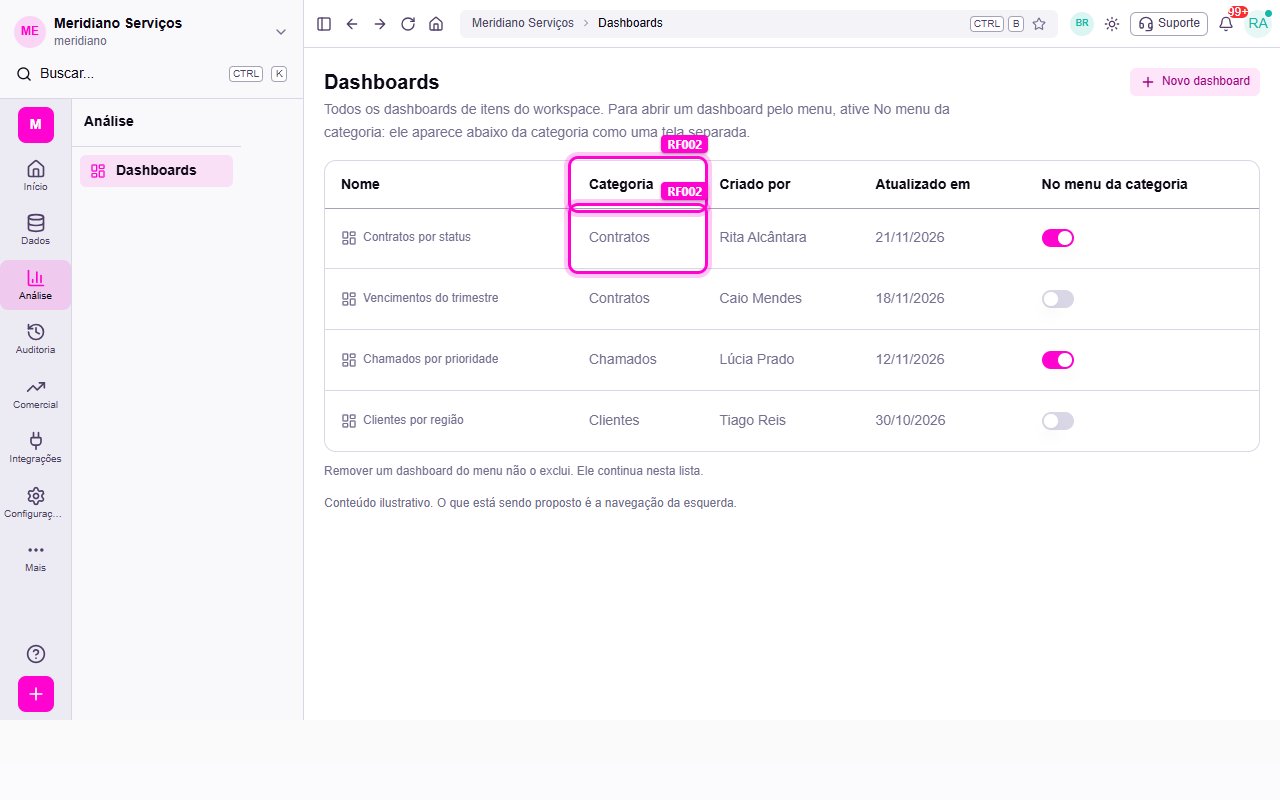 ME
Meridiano Serviços
meridiano
Buscar...
CTRL K
Meridiano Serviços > Dashboards
CTRL B
BR
Suporte
99+
RA
M
Início
Dados
Análise
Auditoria
Comercial
Integrações
Configuraç...
Mais
Análise
Dashboards
Dashboards
Novo dashboard
Todos os dashboards de itens do workspace. Para abrir um dashboard pelo menu, ative No menu da
categoria: ele aparece abaixo da categoria como uma tela separada.
RF002
Nome Categoria Criado por Atualizado em No menu da categoria
RF002
Contratos por status Contratos Rita Alcântara 21/11/2026
Vencimentos do trimestre Contratos Caio Mendes 18/11/2026
Chamados por prioridade Chamados Lúcia Prado 12/11/2026
Clientes por região Clientes Tiago Reis 30/10/2026
Remover um dashboard do menu não o exclui. Ele continua nesta lista.
Conteúdo ilustrativo. O que está sendo proposto é a navegação da esquerda.